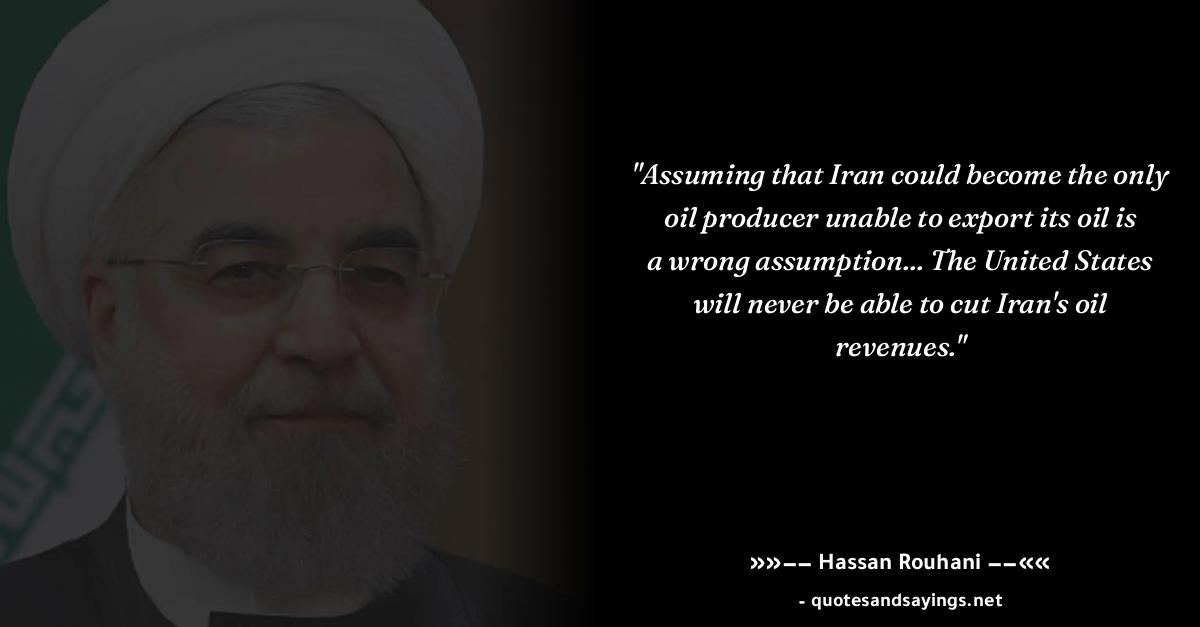 "Assuming that Iran could become the only
oil producer unable to export its oil is
a wrong assumption... The United States
will never be able to cut Iran's oil
revenues."
»»−− Hassan Rouhani −−««
- quotesandsayings.net